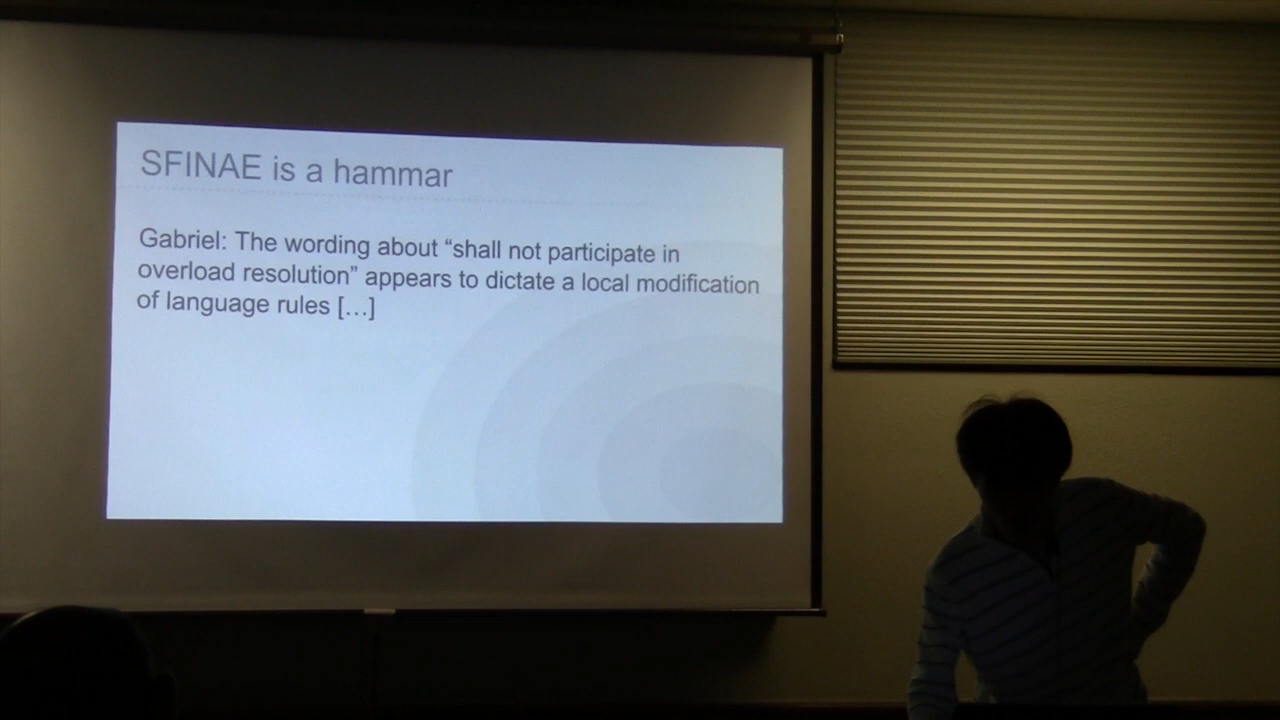 SFINAE is a hammar
Gabriel: The wording about “shall not participate in
overload resolution” appears to dictate a local modification
of language rules […]